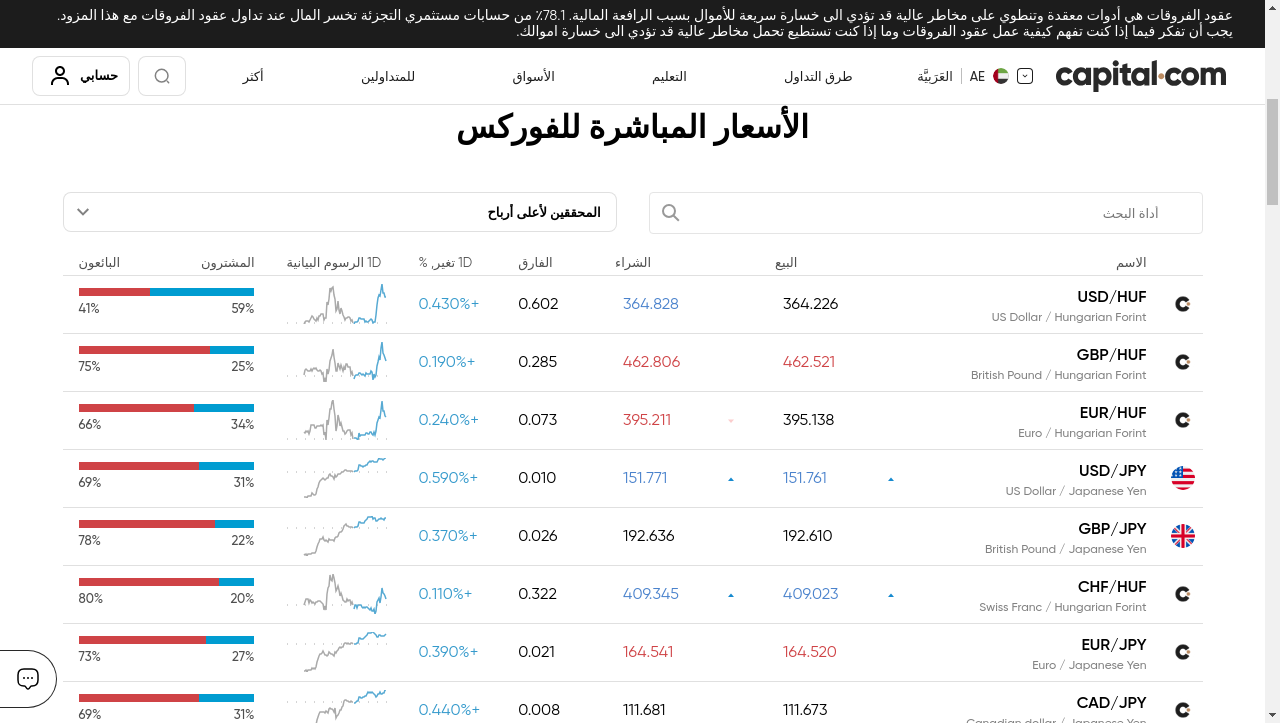 عقود الفروقات هي أدوات معقدة وتنطوي على مخاطر عالية قد تؤدي الى خسارة سريعة للأموال بسبب الرافعة المالية. 78.1٪ من حسابات مستثمري التجزئة تخسر المال عند تداول عقود الفروقات مع هذا المزود.
يجب أن تفكر فيما إذا كنت تفهم كيفية عمل عقود الفروقات وما إذا كنت تستطيع تحمل مخاطر عالية قد تؤدي الى خسارة اموالك.
capital.com AE العَرَبيَّة طرق التداول التعليم الأسواق للمتداولين أكثر حسابي
الأسعار المباشرة للفوركس
أداة البحث المحققين لأعلى أرباح
الاسم البيع الشراء الفارق 1D تغير, % 1D الرسوم البيانية المشترون البائعون
USD/HUF 364.226 364.828 0.602 0.430%+
US Dollar / Hungarian Forint 59% 41%
GBP/HUF 462.521 462.806 0.285 0.190%+
British Pound / Hungarian Forint 25% 75%
EUR/HUF 395.138 395.211 0.073 0.240%+
Euro / Hungarian Forint 34% 66%
USD/JPY 151.761 151.771 0.010 0.590%+
US Dollar / Japanese Yen 31% 69%
GBP/JPY 192.610 192.636 0.026 0.370%+
British Pound / Japanese Yen 22% 78%
CHF/HUF 409.023 409.345 0.322 0.110%+
Swiss Franc / Hungarian Forint 20% 80%
EUR/JPY 164.520 164.541 0.021 0.390%+
Euro / Japanese Yen 27% 73%
CAD/JPY 111.673 111.681 0.008 0.440%+
Canadian dollar / Japanese Yen 31% 69%